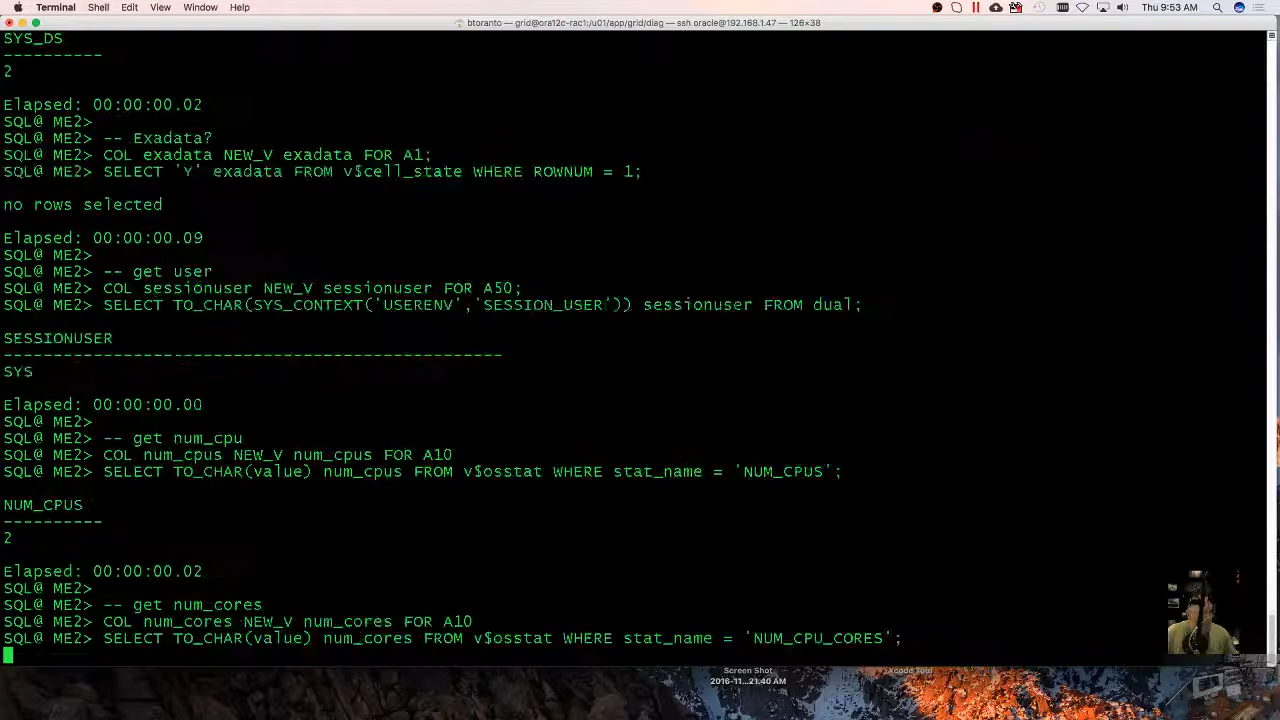 Terminal Shell Edit View Window Help Thu 9:53 AM
btoranto — grid@ora12c-rac1:/u01/app/grid/diag — ssh oracle@192.168.1.47 — 126×38
SYS_DS
----------
2
Elapsed: 00:00:00.02
SQL@ ME2>
SQL@ ME2> -- Exadata?
SQL@ ME2> COL exadata NEW_V exadata FOR A1;
SQL@ ME2> SELECT 'Y' exadata FROM v$cell_state WHERE ROWNUM = 1;
no rows selected
Elapsed: 00:00:00.09
SQL@ ME2>
SQL@ ME2> -- get user
SQL@ ME2> COL sessionuser NEW_V sessionuser FOR A50;
SQL@ ME2> SELECT TO_CHAR(SYS_CONTEXT('USERENV','SESSION_USER')) sessionuser FROM dual;
SESSIONUSER
--------------------------------------------------
SYS
Elapsed: 00:00:00.00
SQL@ ME2>
SQL@ ME2> -- get num_cpu
SQL@ ME2> COL num_cpus NEW_V num_cpus FOR A10
SQL@ ME2> SELECT TO_CHAR(value) num_cpus FROM v$osstat WHERE stat_name = 'NUM_CPUS';
NUM_CPUS
----------
2
Elapsed: 00:00:00.02
SQL@ ME2>
SQL@ ME2> -- get num_cores
SQL@ ME2> COL num_cores NEW_V num_cores FOR A10
SQL@ ME2> SELECT TO_CHAR(value) num_cores FROM v$osstat WHERE stat_name = 'NUM_CPU_CORES';
Screen Shot
2016-11...21.40 AM